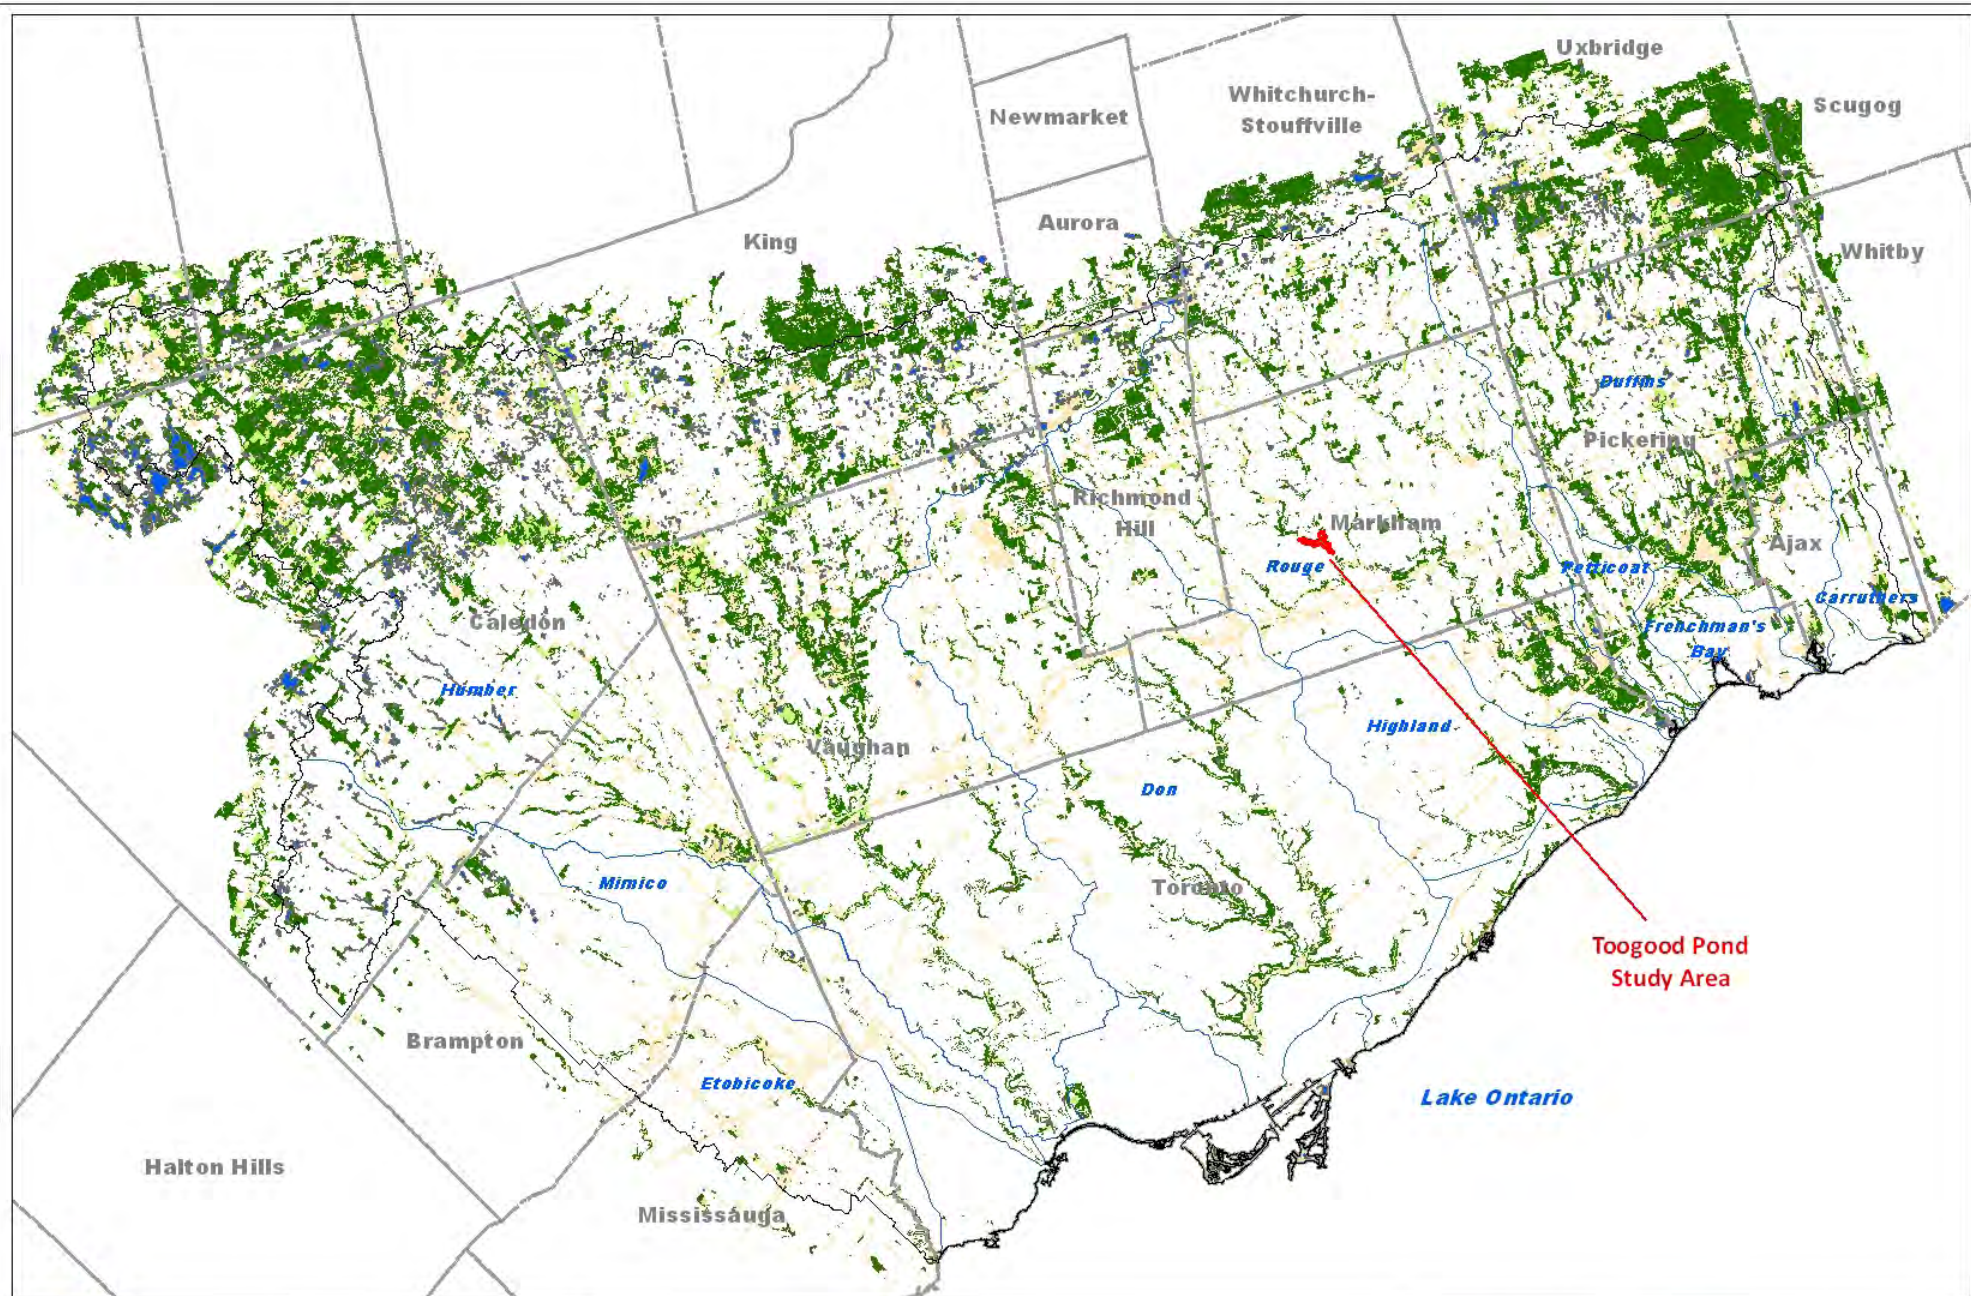 Uxbridge
Whitchurch-
Stouffville
Scugog
Newmarket
Aurora
King
Whitby
Duffins
Pickering
Richmond
Hill
Markham
Ajax
Rouge
Petticoat
Carruthers
Caledon
Frenchman's
Bay
Humber
Highland
Vaughan
Don
Mimico
Toronto
Toogood Pond
Study Area
Brampton
Etobicoke
Lake Ontario
Halton Hills
Mississauga